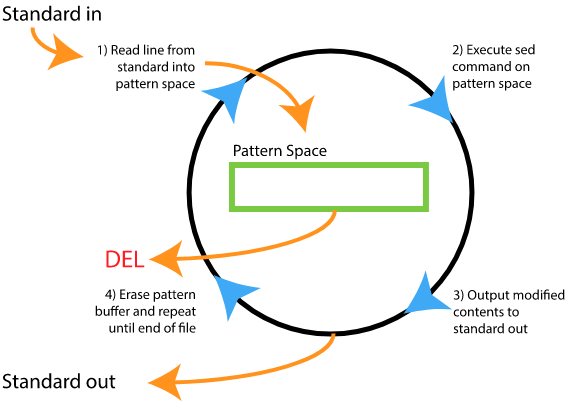 Standard in
1) Read line from
standard into
pattern space
2) Execute sed
command on
pattern space
Pattern Space
DEL
4) Erase pattern
buffer and repeat
until end of file
3) Output modified
contents to
standard out
Standard out